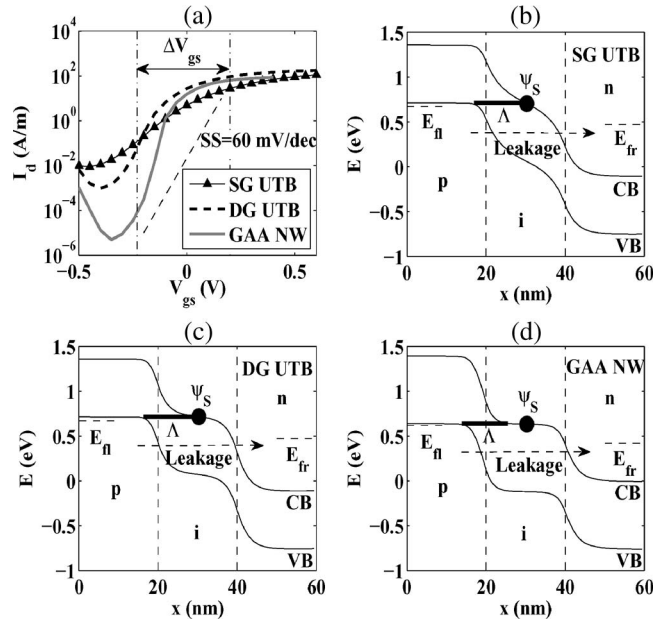 (a)
ΔV_gs
SS=60 mV/dec
SG UTB
DG UTB
GAA NW
I_d (A/m)
10^4
10^2
10^0
10^-2
10^-4
10^-6
-0.5 0 0.5
V_gs (V)
(b)
SG UTB
n
ψ_S
Λ
E_fl
E_fr
Leakage
p
i
CB
VB
E (eV)
1.5
1
0.5
0
-0.5
-1
0 20 40 60
x (nm)
(c)
DG UTB
n
ψ_S
Λ
E_fl
E_fr
Leakage
p
i
CB
VB
E (eV)
1.5
1
0.5
0
-0.5
-1
0 20 40 60
x (nm)
(d)
GAA NW
n
ψ_S
Λ
E_fl
E_fr
Leakage
p
i
CB
VB
E (eV)
1.5
1
0.5
0
-0.5
-1
0 20 40 60
x (nm)